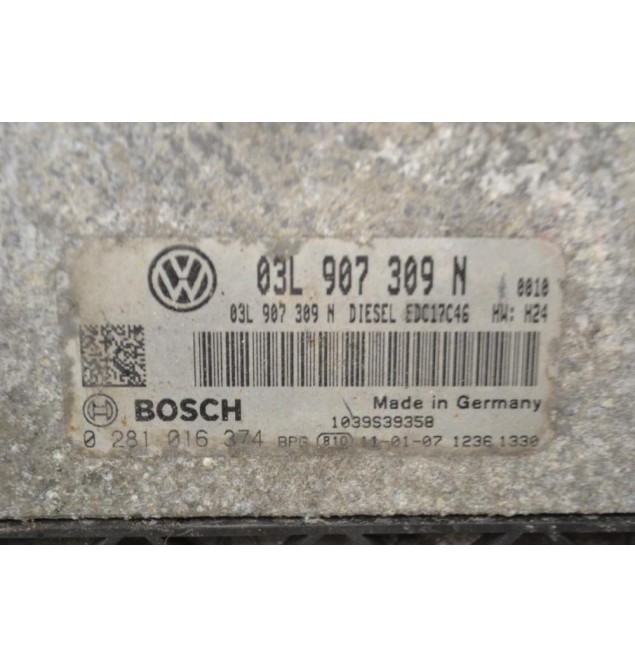 03L 907 309 N 0010
03L 907 309 N DIESEL EDC17C46 HW: H24
BOSCH Made in Germany
1039S39358
0 281 016 374 BPG 810 11-01-07 1236 1330